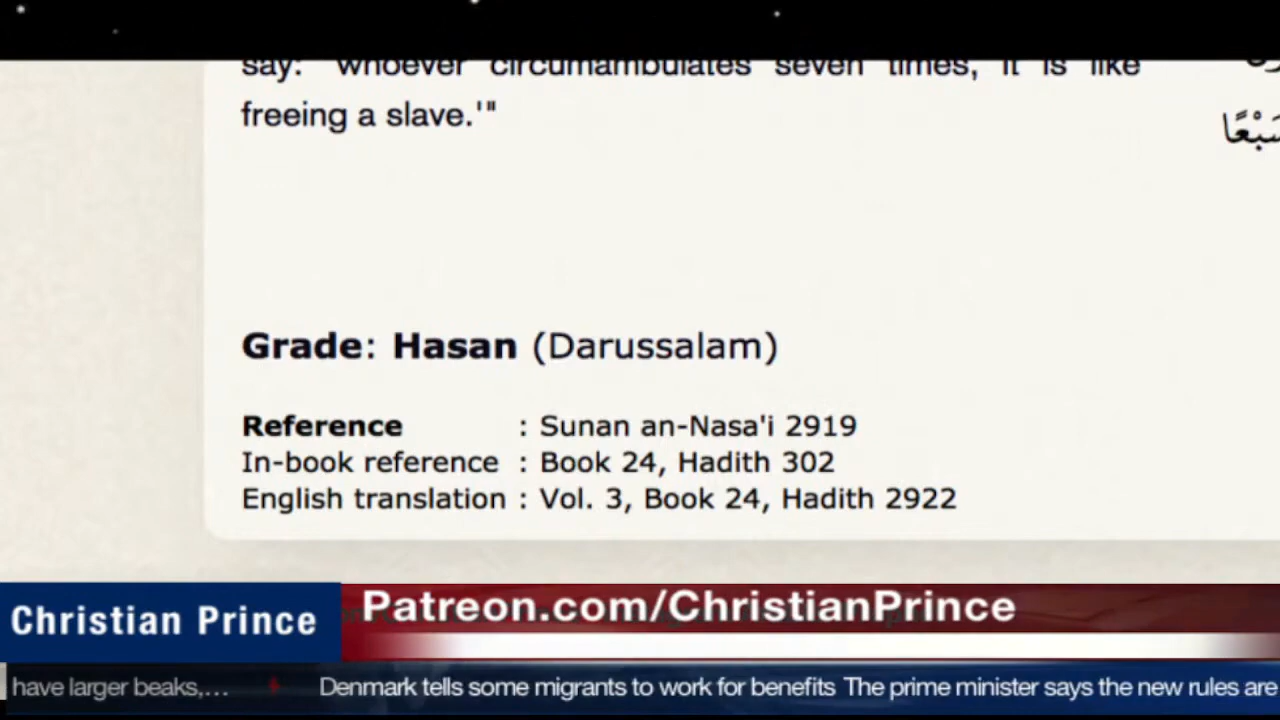 say: "Whoever circumambulates seven times, it is like
freeing a slave.'"
سَبْعًا
Grade: Hasan (Darussalam)
Reference : Sunan an-Nasa'i 2919
In-book reference : Book 24, Hadith 302
English translation : Vol. 3, Book 24, Hadith 2922
Christian Prince
Patreon.com/ChristianPrince
have larger beaks,... Denmark tells some migrants to work for benefits The prime minister says the new rules are